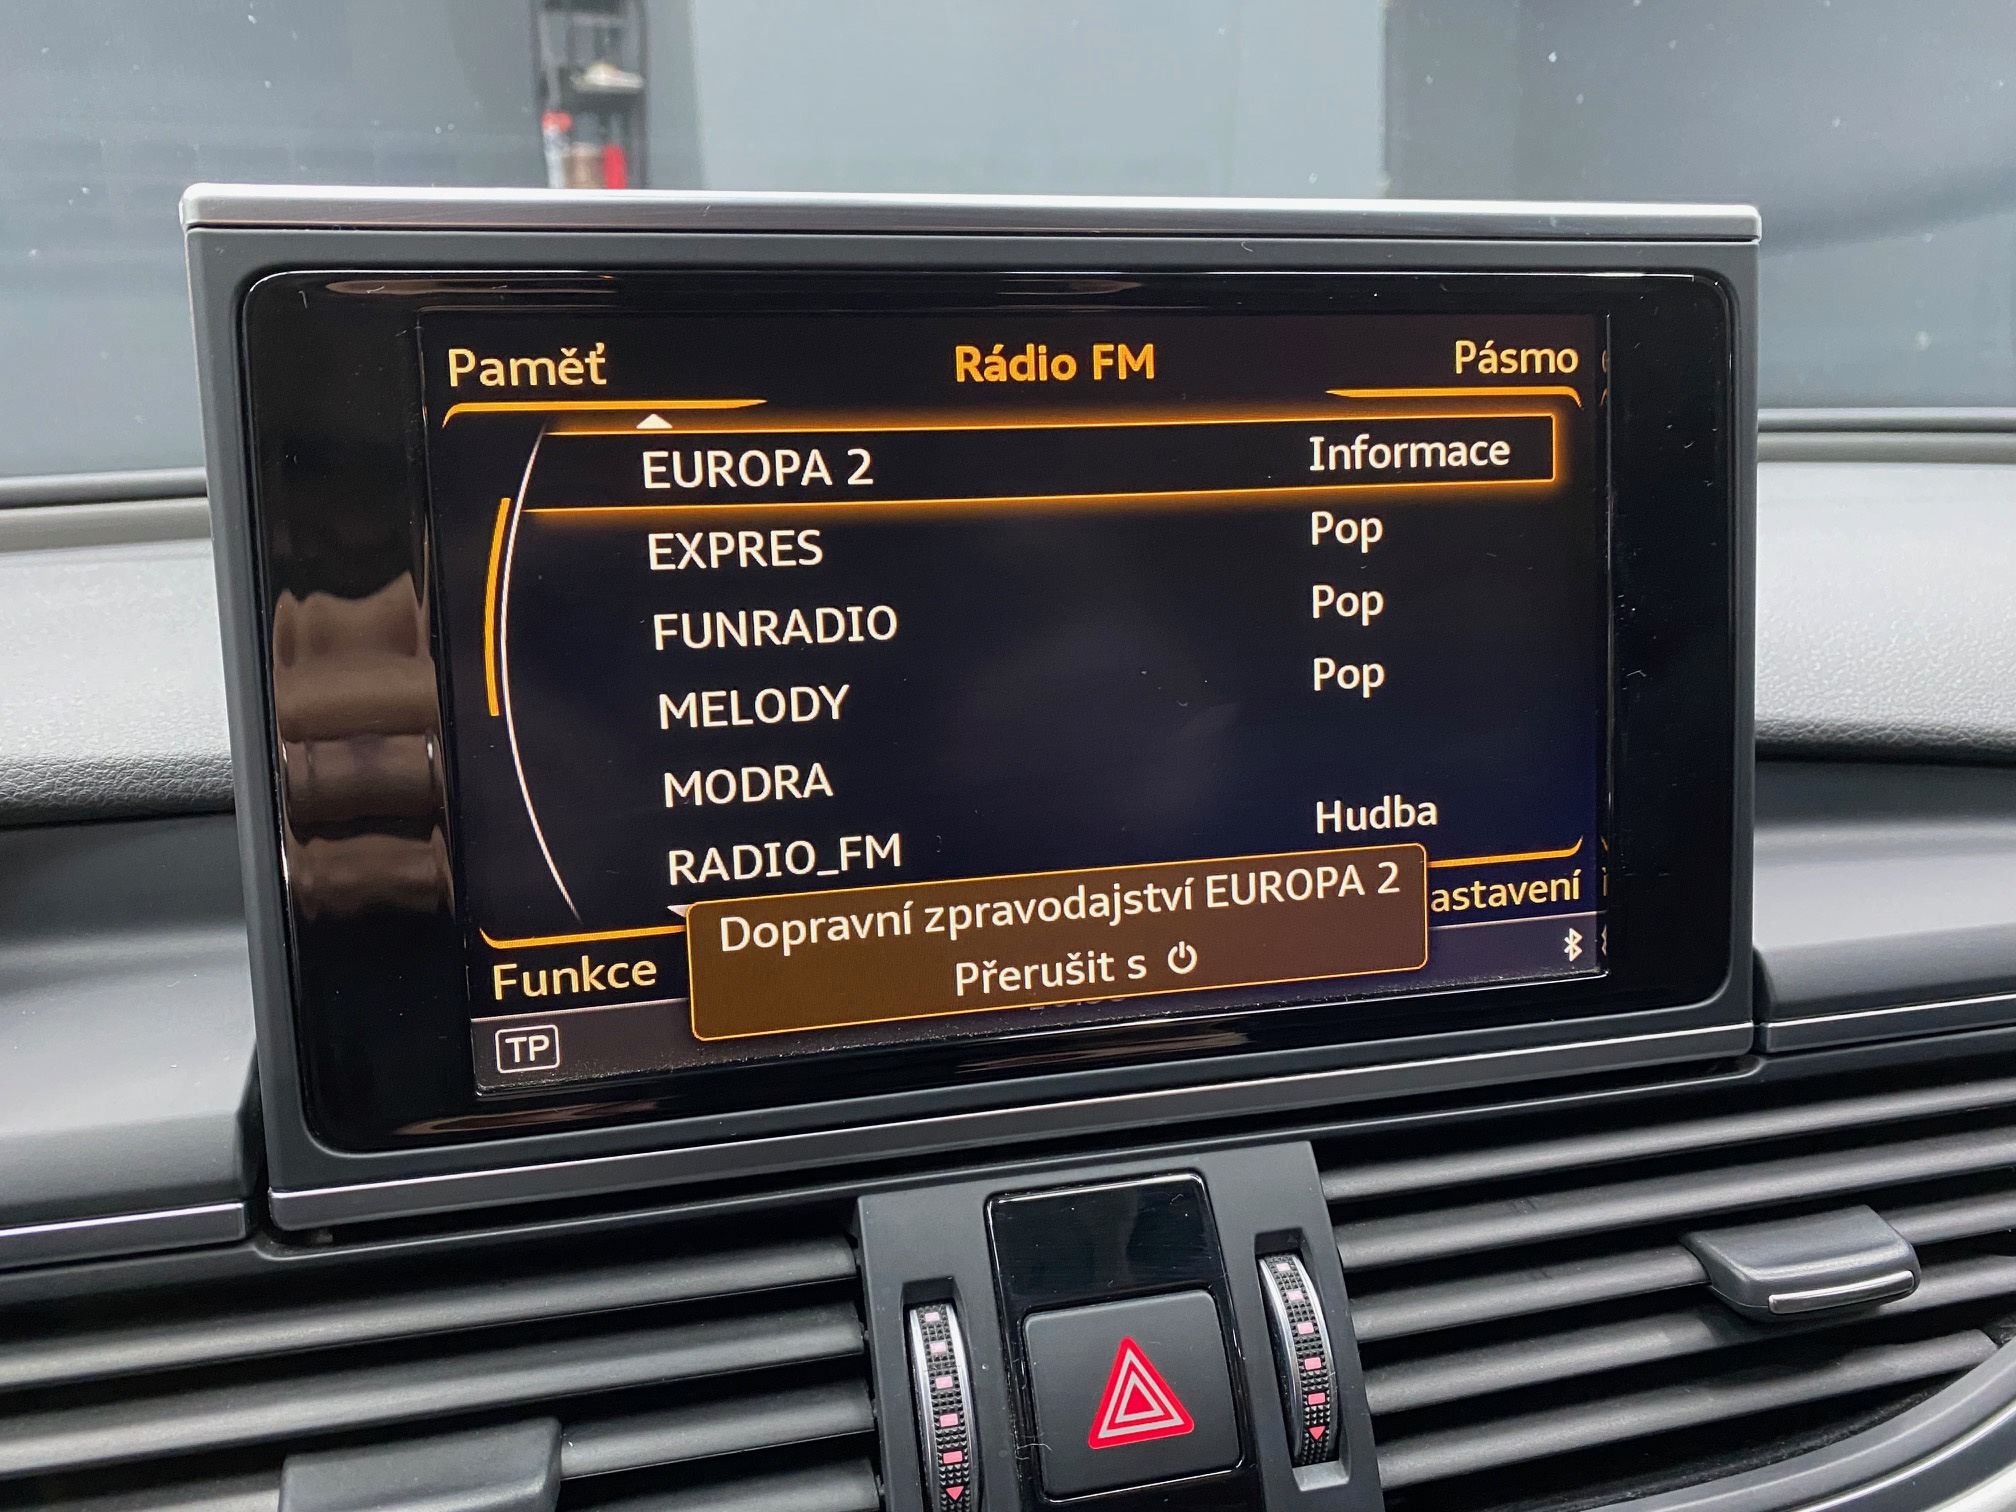 Paměť
Rádio FM
Pásmo
EUROPA 2 Informace
EXPRES Pop
FUNRADIO Pop
MELODY Pop
MODRA
RADIO_FM Hudba
Dopravní zpravodajství EUROPA 2
Přerušit s
Funkce
astavení
TP